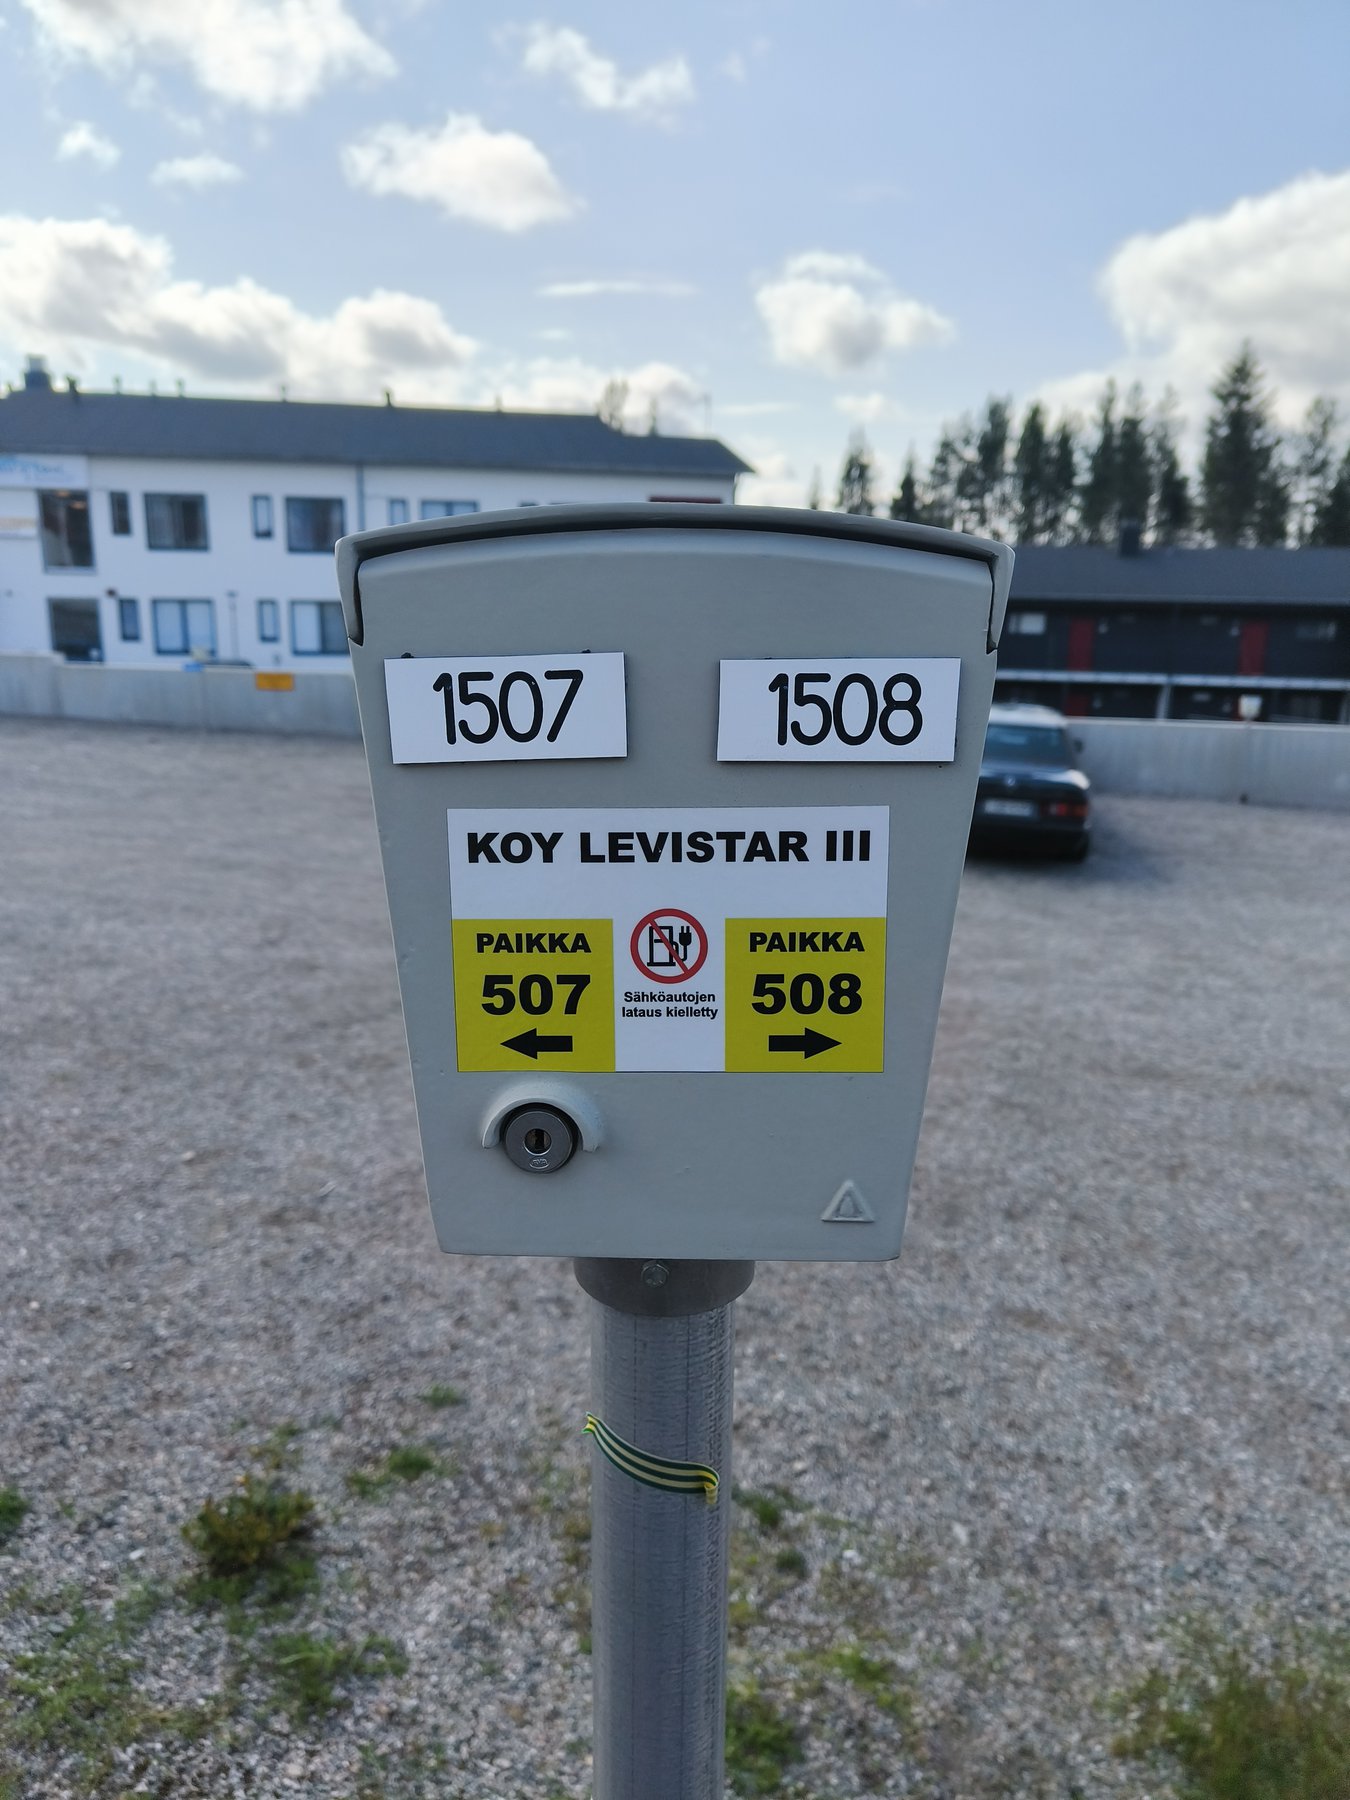 1507
1508
KOY LEVISTAR III
PAIKKA
507
Sähköautojen
lataus kielletty
PAIKKA
508